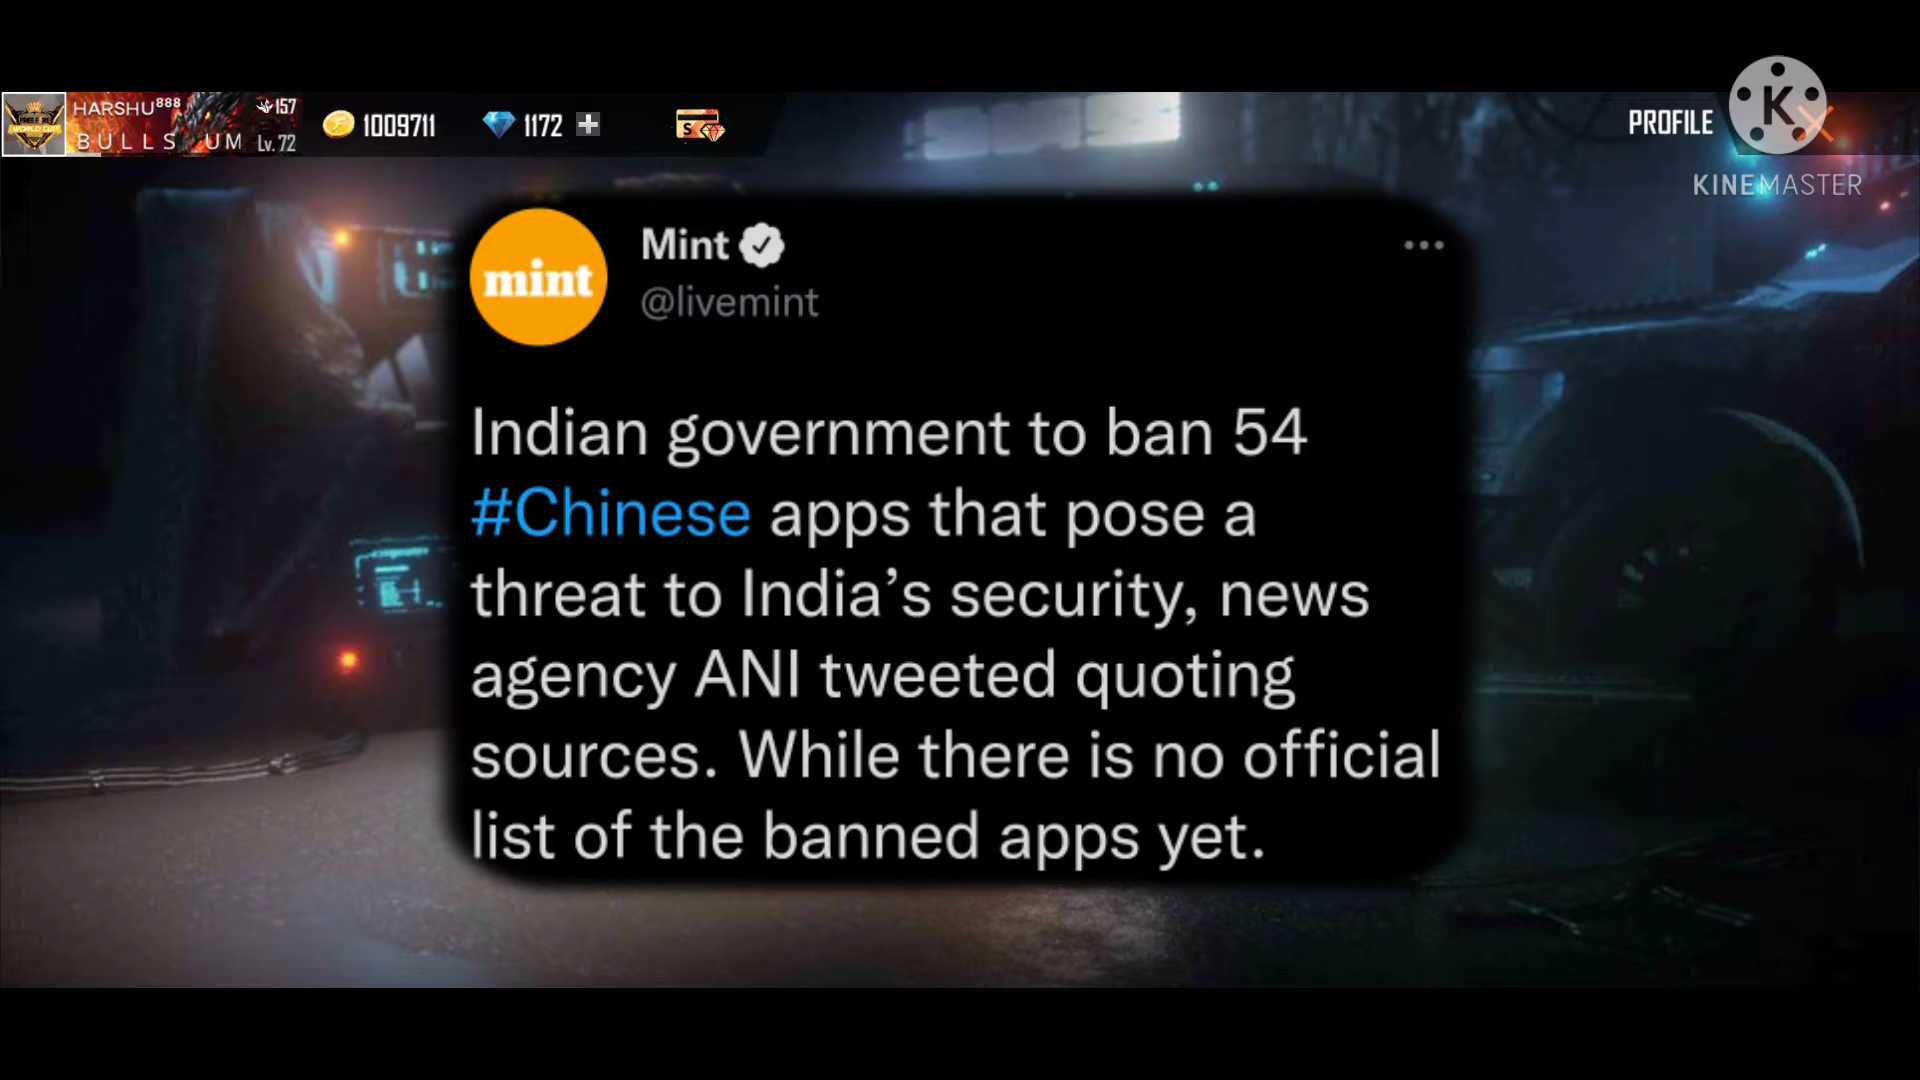 HARSHU888
157
BULLS UM
Lv. 72
1009711
1172
S
PROFILE
K
KINEMASTER
mint
Mint
@livemint
Indian government to ban 54
#Chinese apps that pose a
threat to India’s security, news
agency ANI tweeted quoting
sources. While there is no official
list of the banned apps yet.